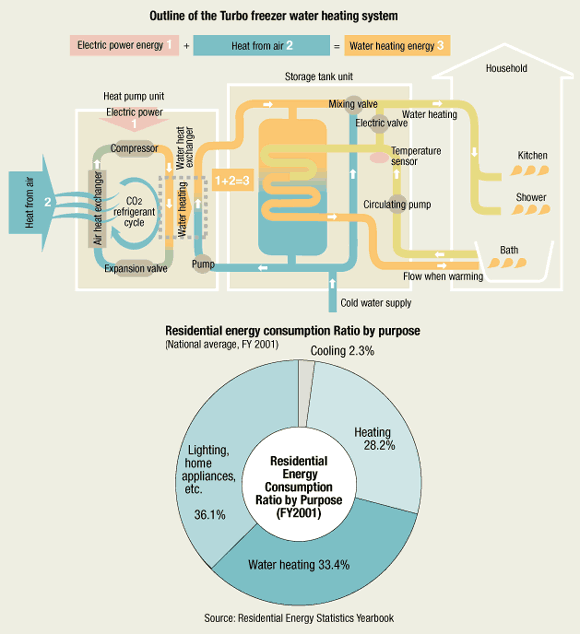 Outline of the Turbo freezer water heating system
Electric power energy 1 + Heat from air 2 = Water heating energy 3
Storage tank unit
Household
Heat pump unit
Electric power
1
Mixing valve
Water heating
Electric valve
Compressor
Water heat
exchanger
Temperature
sensor
Kitchen
Heat from air
2
Air heat exchanger
CO2
refrigerant
cycle
Water heating
1+2=3
Shower
Circulating pump
Bath
Expansion valve
Pump
Flow when warming
Cold water supply
Residential energy consumption Ratio by purpose
(National average, FY 2001)
Cooling 2.3%
Heating
28.2%
Lighting,
home
appliances,
etc.
36.1%
Residential
Energy
Consumption
Ratio by Purpose
(FY2001)
Water heating 33.4%
Source: Residential Energy Statistics Yearbook